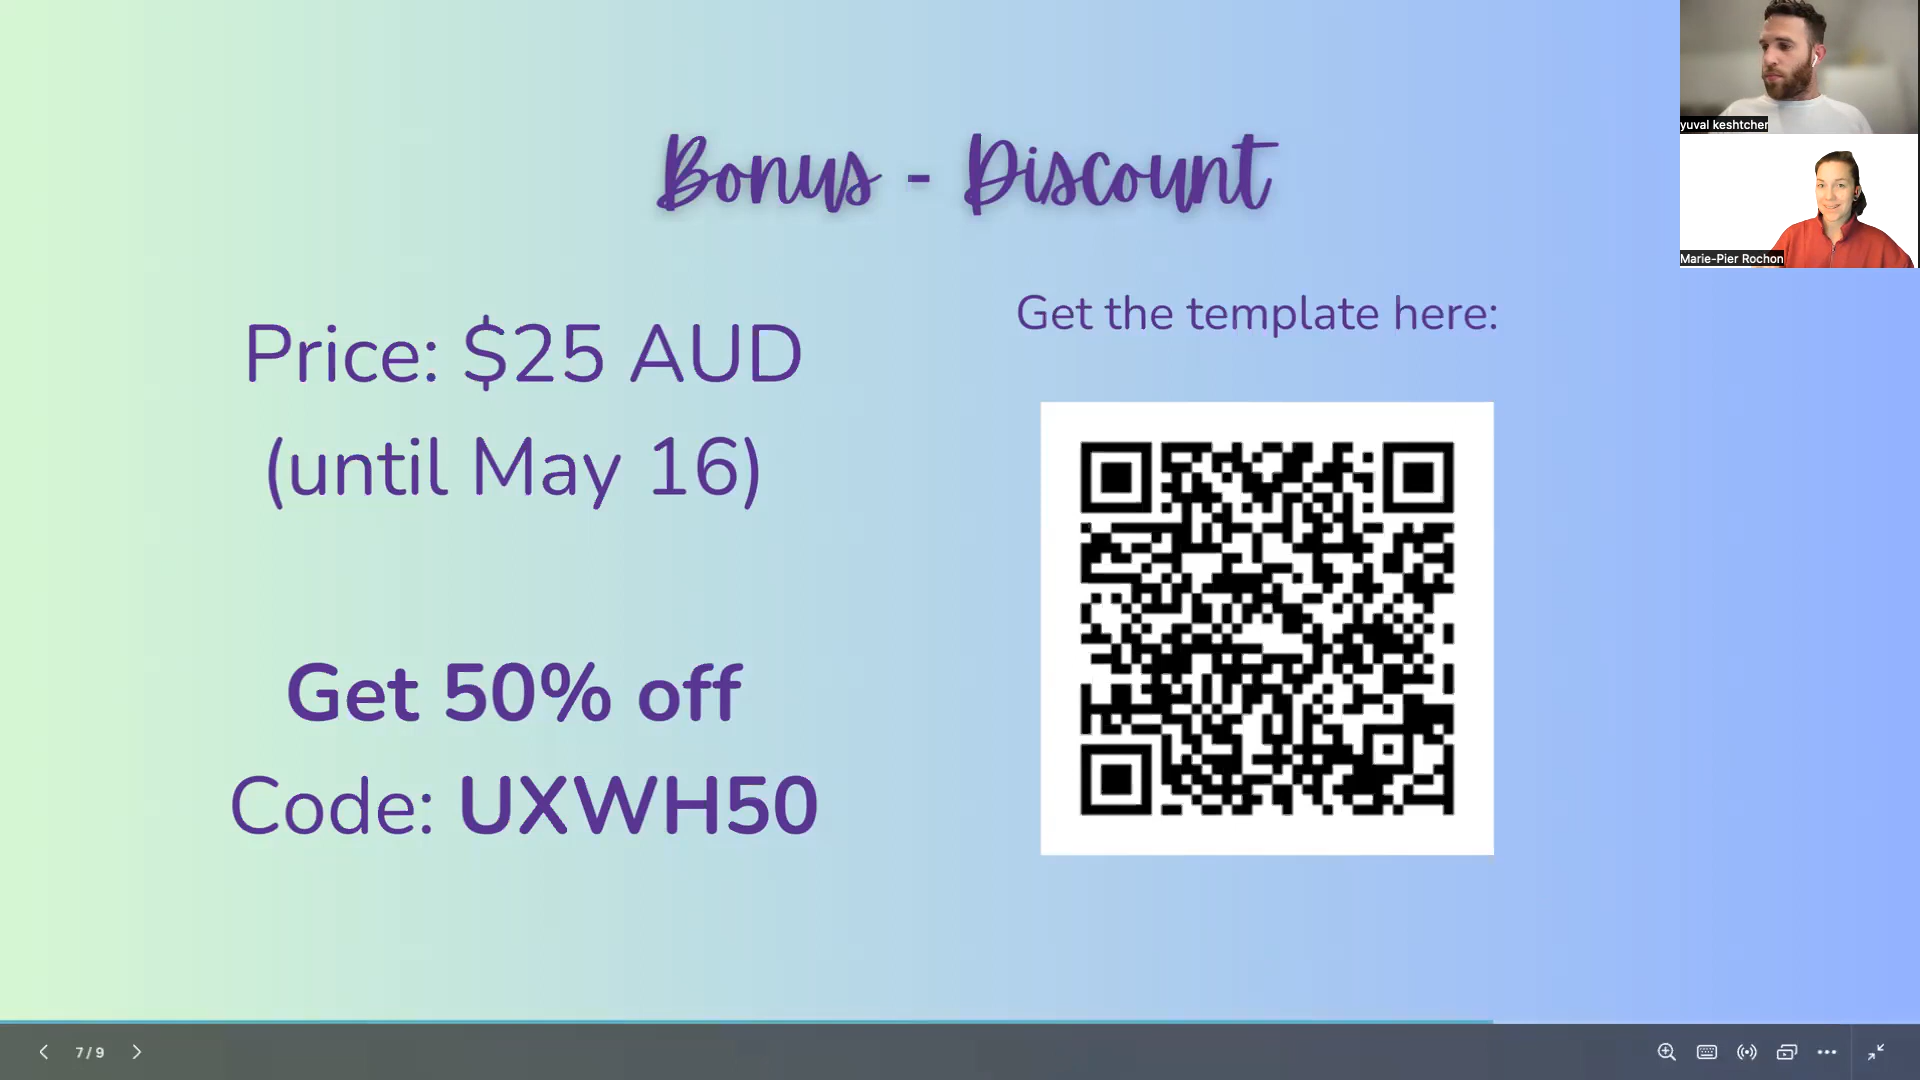 Bonus - Discount
Price: $25 AUD
(until May 16)
Get 50% off
Code: UXWH50
Get the template here:
yuval keshtcher
Marie-Pier Rochon
7 / 9